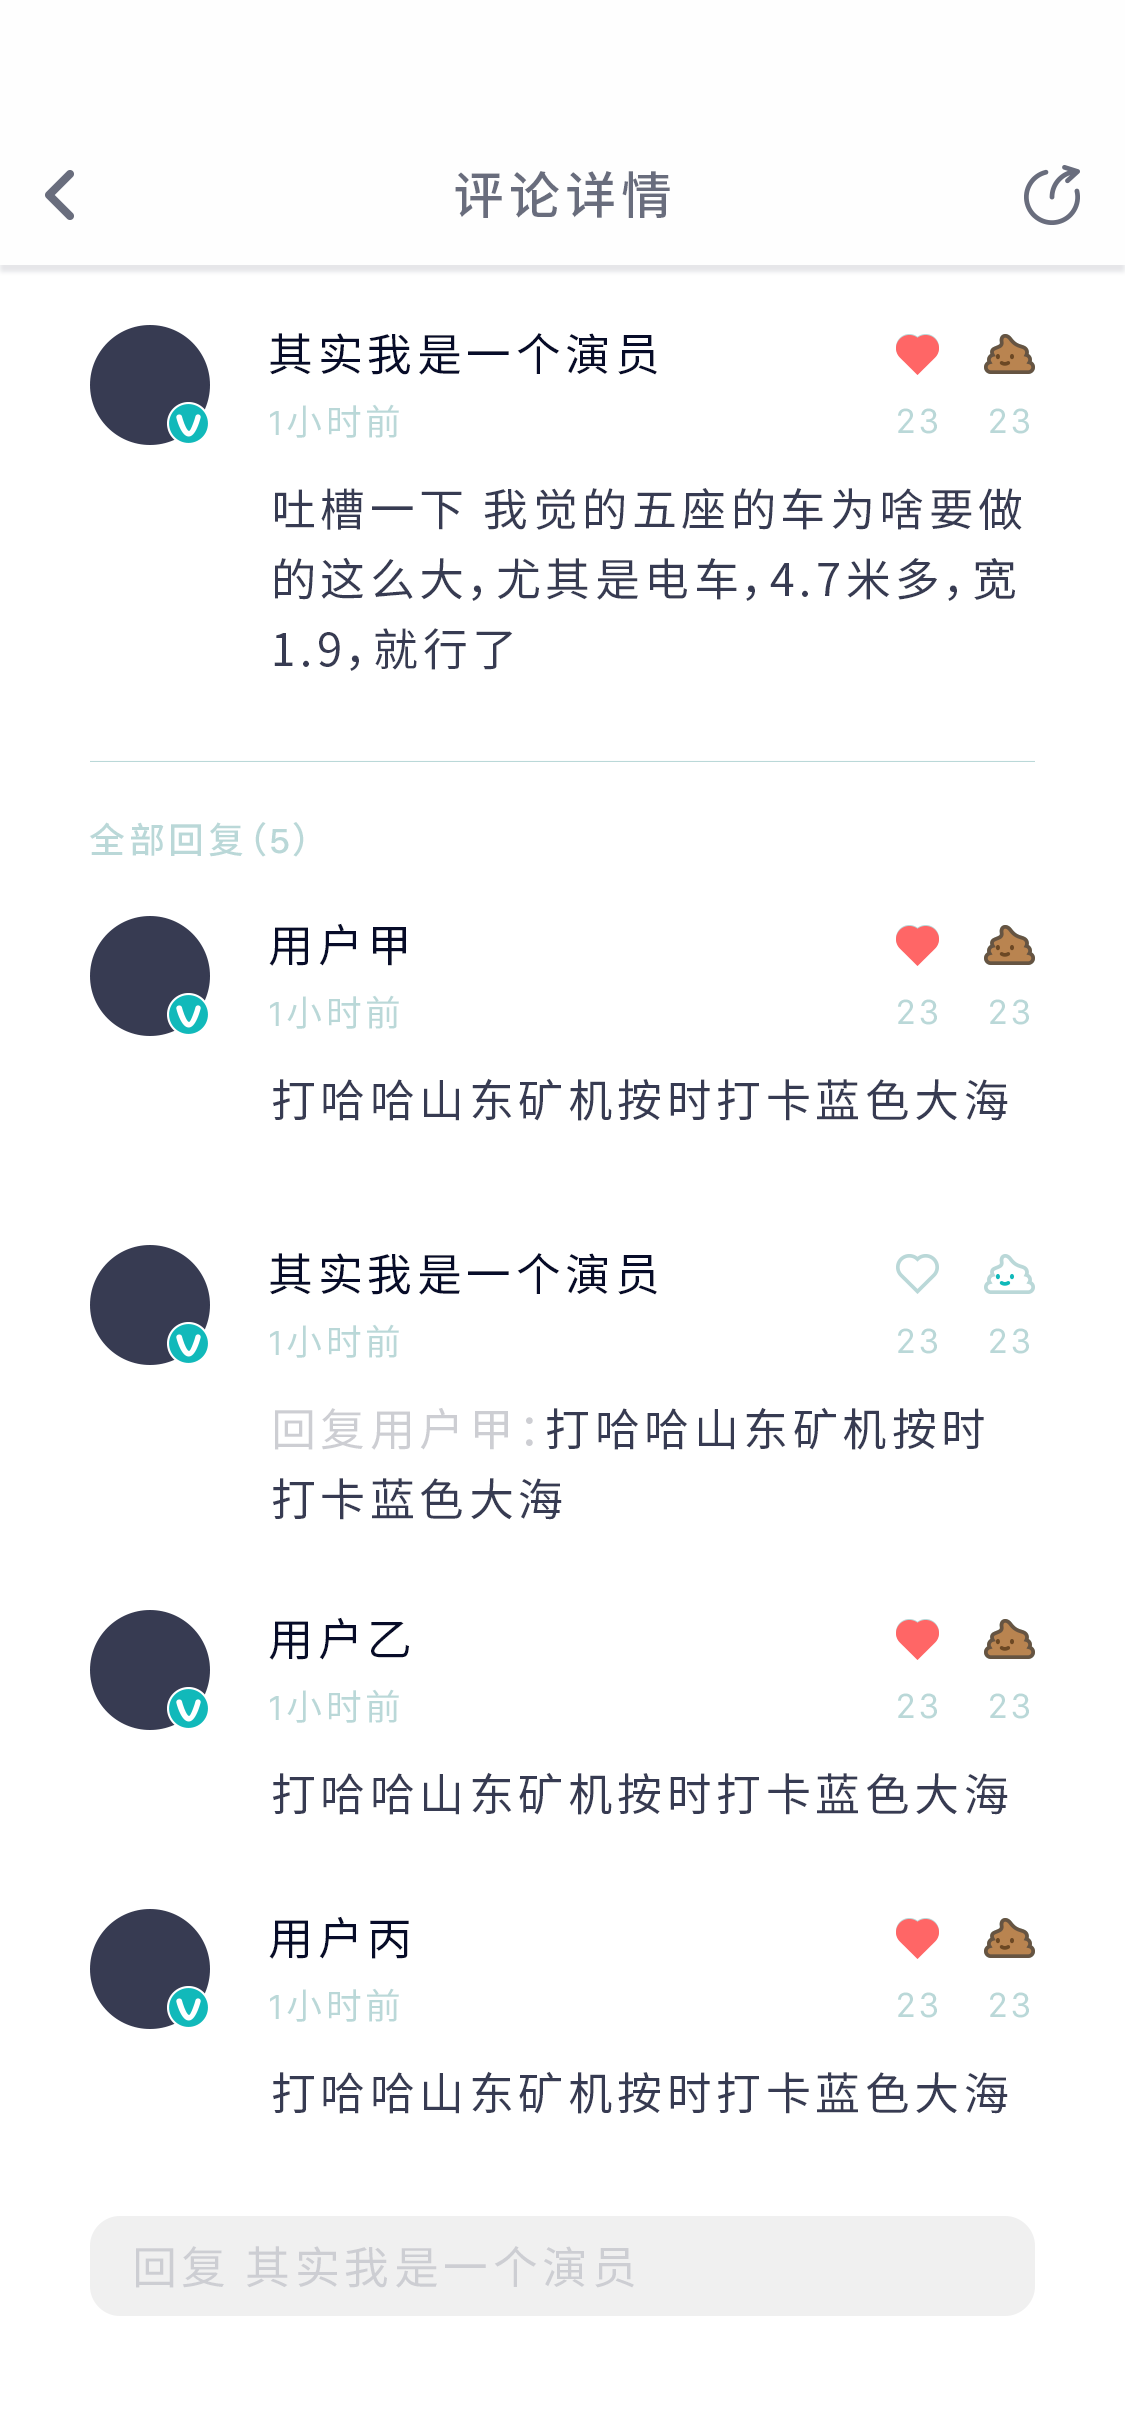 评论详情
其实我是一个演员
1小时前
23 23
吐槽一下 我觉的五座的车为啥要做
的这么大，尤其是电车，4.7米多，宽
1.9，就行了
全部回复（5）
用户甲
1小时前
23 23
打哈哈山东矿机按时打卡蓝色大海
其实我是一个演员
1小时前
23 23
回复用户甲：打哈哈山东矿机按时
打卡蓝色大海
用户乙
1小时前
23 23
打哈哈山东矿机按时打卡蓝色大海
用户丙
1小时前
23 23
打哈哈山东矿机按时打卡蓝色大海
回复 其实我是一个演员